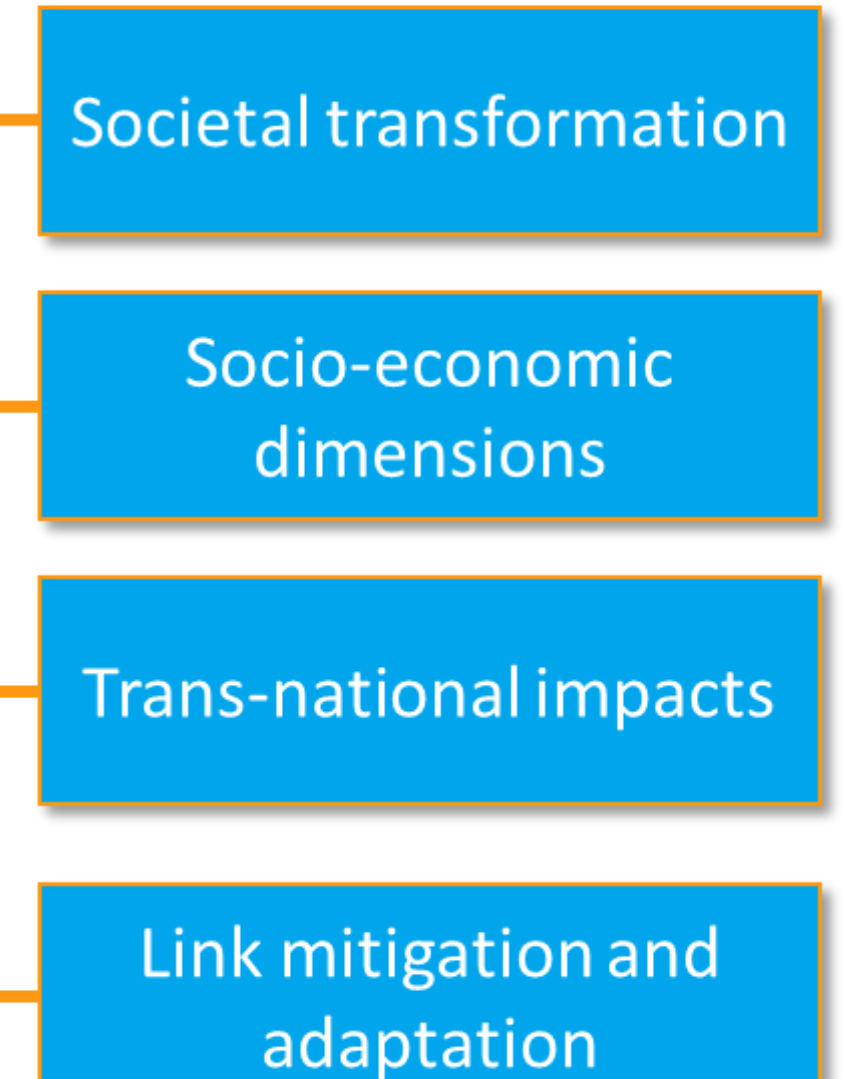 Societal transformation
Socio-economic
dimensions
Trans-national impacts
Link mitigation and
adaptation